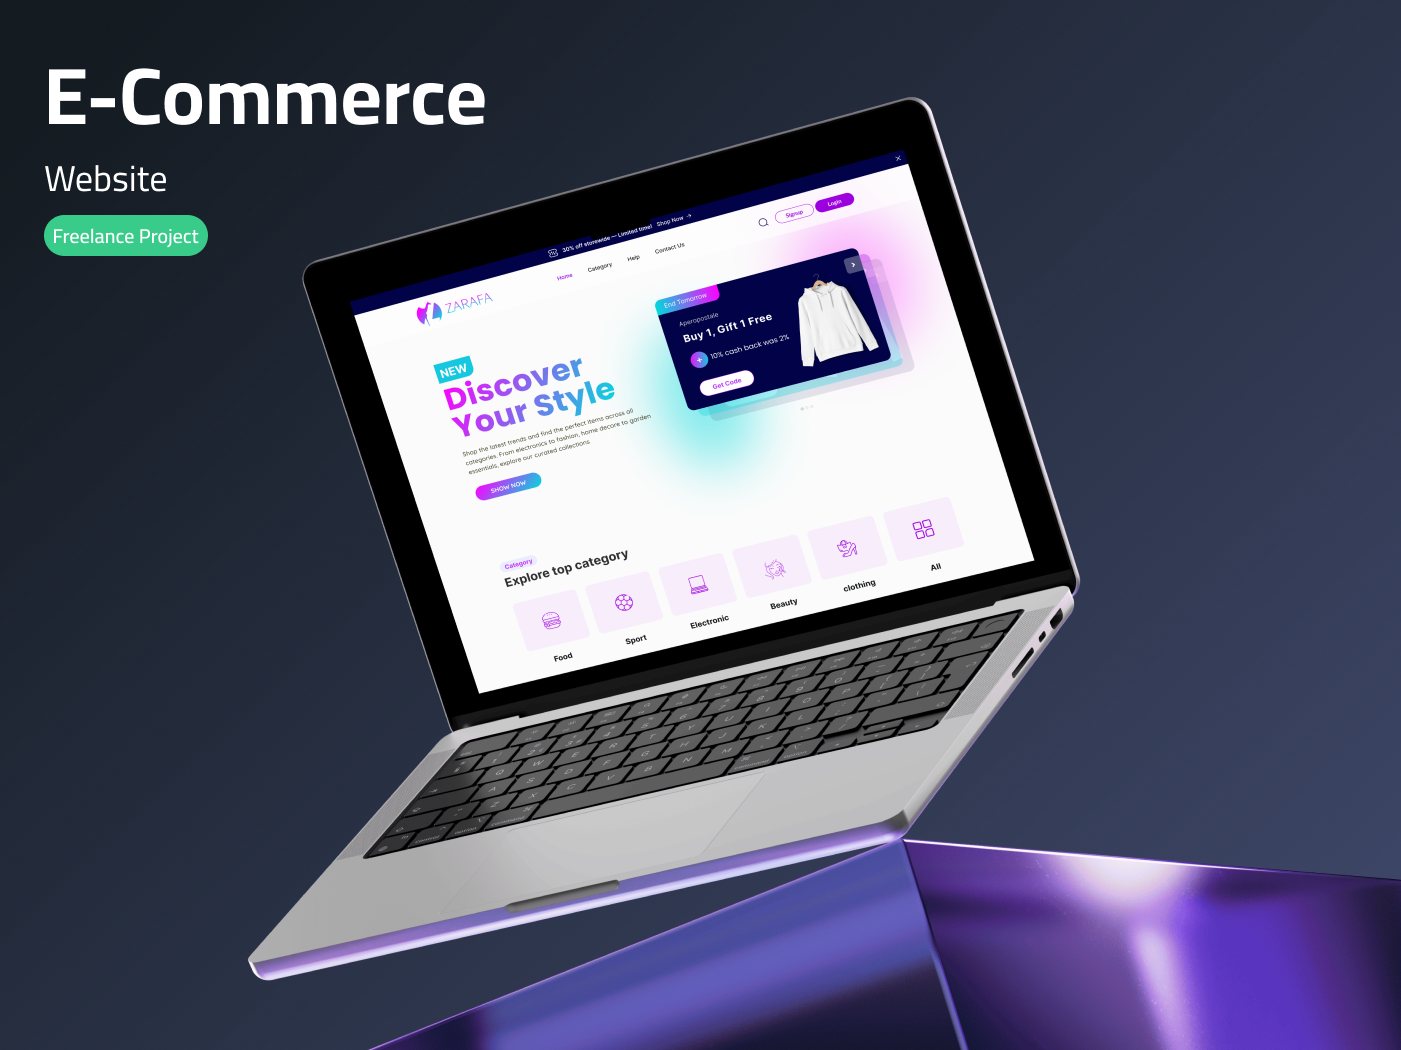 E-Commerce
Website
Freelance Project
30% off storewide — Limited time! Shop Now →
ZARAFA
Home Category Help Contact Us
Signup Login
NEW
Discover
Your Style
Shop the latest trends and find the perfect items across all
categories. From electronics to fashion, home decore to garden
essentials, explore our curated collections.
SHOW NOW
End Tomorrow
Aperopostale
Buy 1, Gift 1 Free
10% cash back was 2%
Get Code
Category
Explore top category
Food
Sport
Electronic
Beauty
clothing
All
Q W E R T Y U I O P
A S D F G H J K L
Z X C V B N M